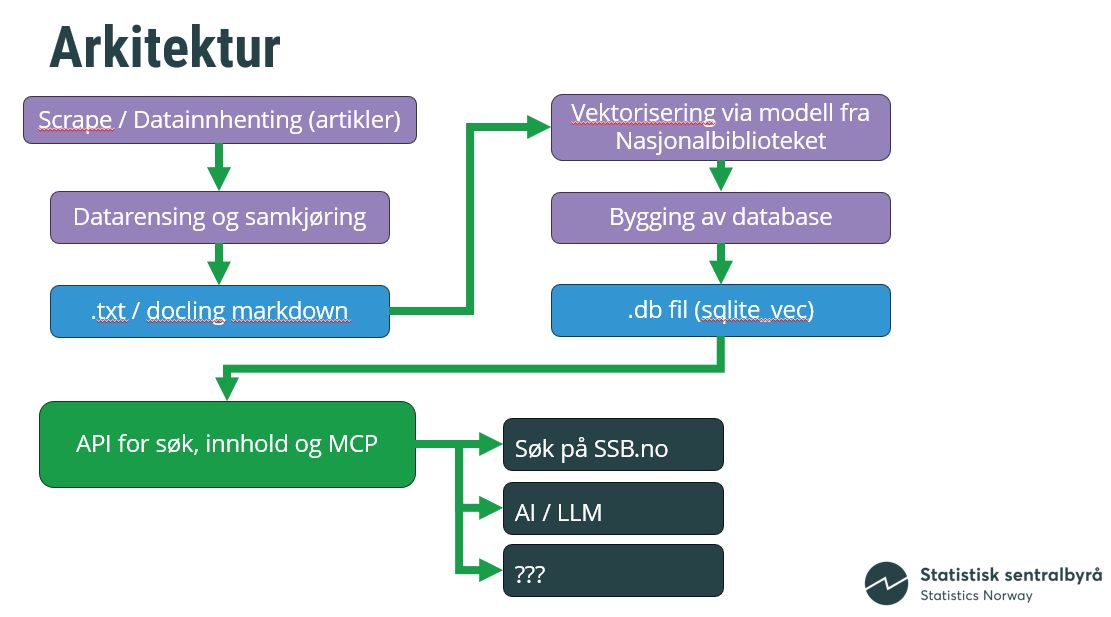 Arkitektur
Scrape / Datainnhenting (artikler)
Datarensing og samkjøring
.txt / docling markdown
Vektorisering via modell fra
Nasjonalbiblioteket
Bygging av database
.db fil (sqlite_vec)
API for søk, innhold og MCP
Søk på SSB.no
AI / LLM
???
Statistisk sentralbyrå
Statistics Norway